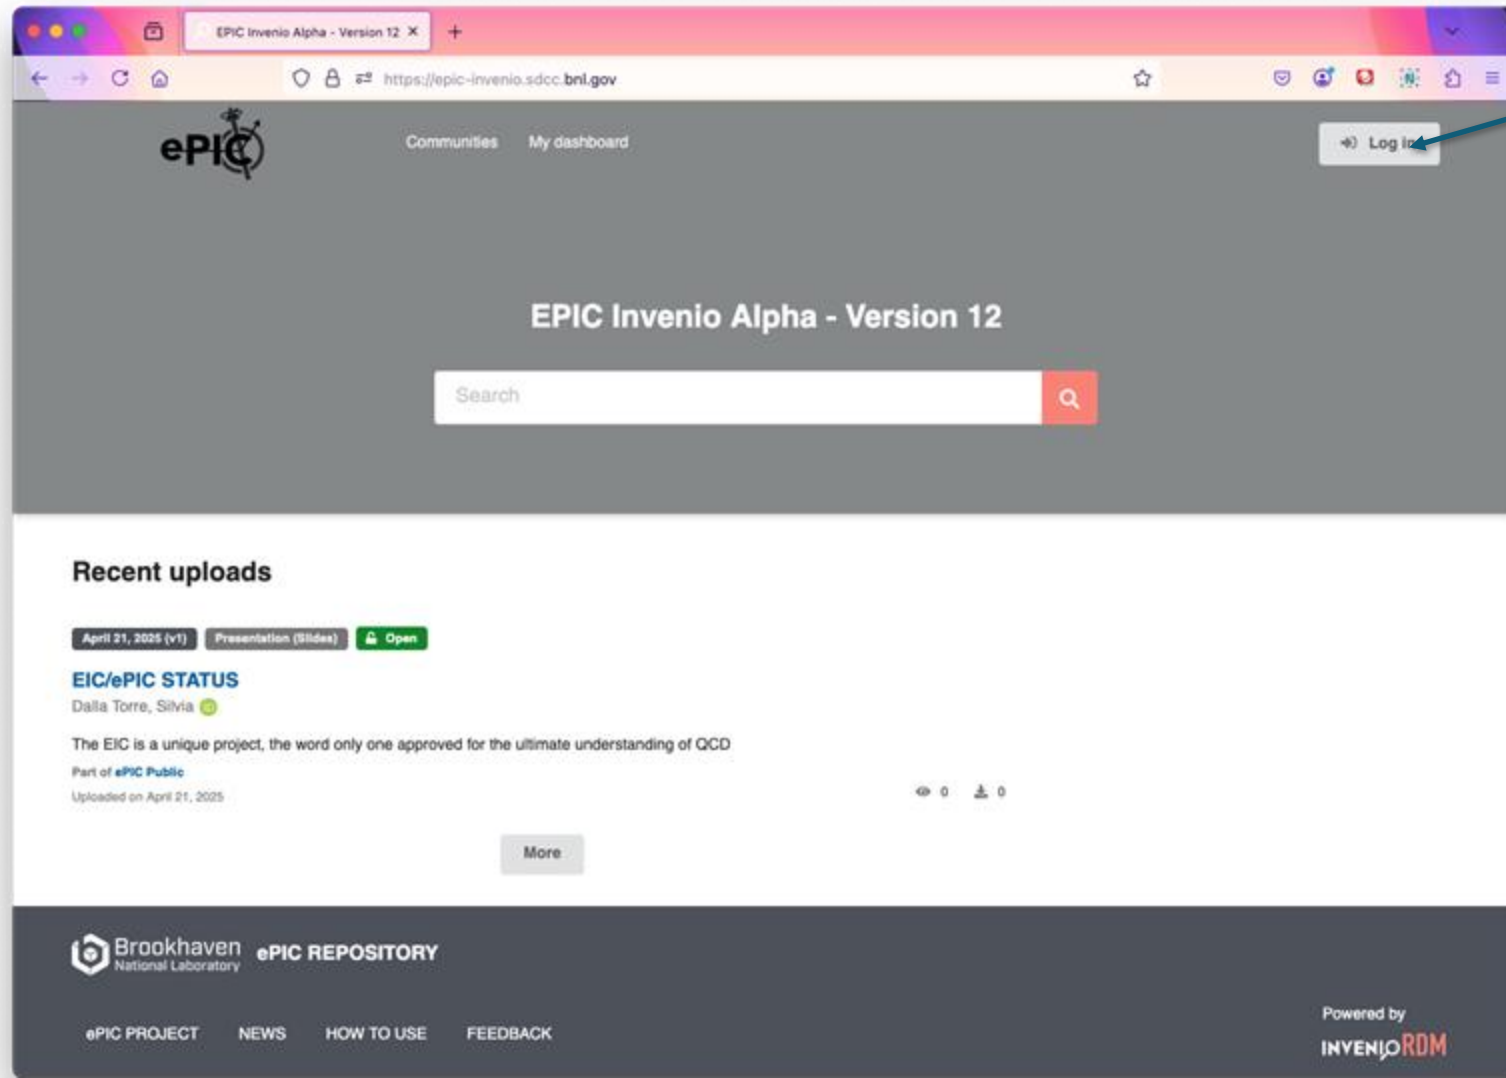 EPIC Invenio Alpha - Version 12
https://epic-invenio.sdcc.bnl.gov
ePIC Communities My dashboard Log in
EPIC Invenio Alpha - Version 12
Search
Recent uploads
April 21, 2025 (v1) Presentation (Slides) Open
EIC/ePIC STATUS
Dalla Torre, Silvia iD
The EIC is a unique project, the word only one approved for the ultimate understanding of QCD
Part of ePIC Public
Uploaded on April 21, 2025
0 0
More
Brookhaven
National Laboratory
ePIC REPOSITORY
ePIC PROJECT NEWS HOW TO USE FEEDBACK
Powered by
INVENIORDM